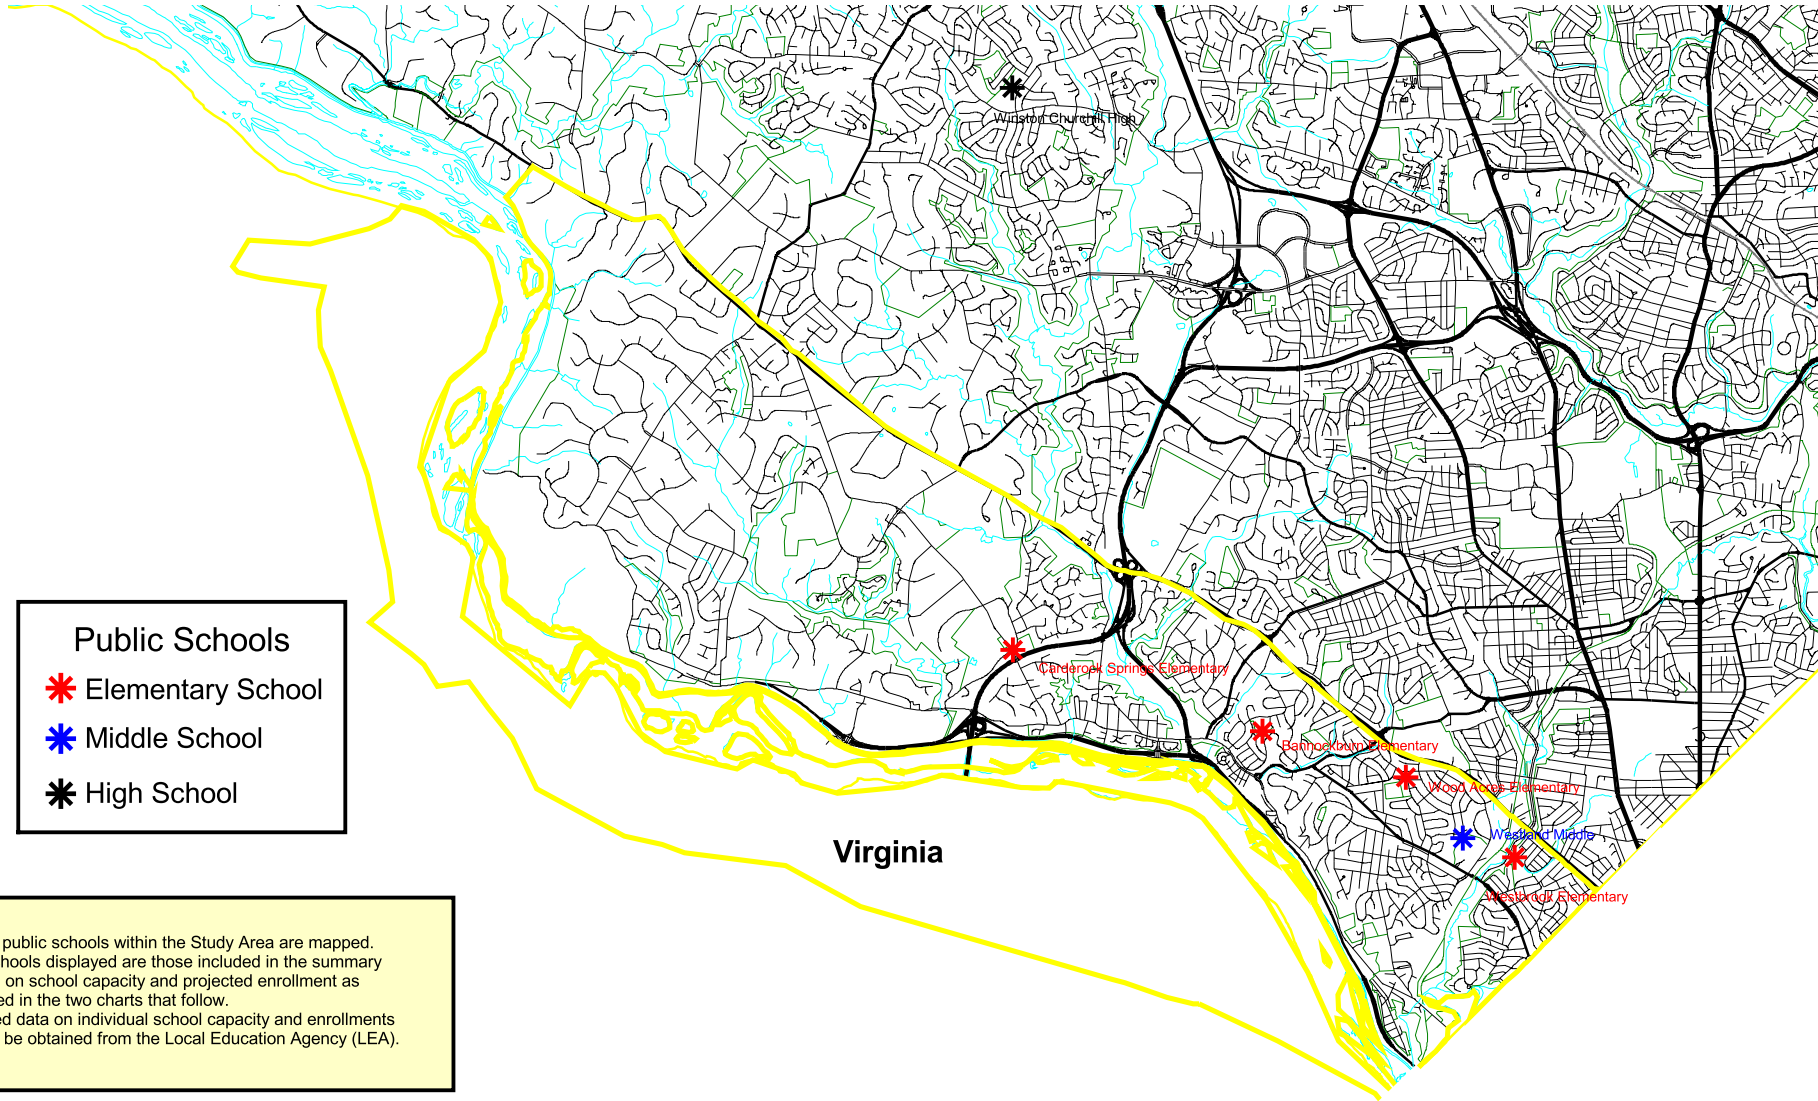 Winston Churchill High
Public Schools
Elementary School
Middle School
High School
Carderock Springs Elementary
Bannockburn Elementary
Wood Acres Elementary
Westland Middle
Westbrook Elementary
Virginia
public schools within the Study Area are mapped.
hools displayed are those included in the summary
on school capacity and projected enrollment as
ed in the two charts that follow.
ed data on individual school capacity and enrollments
be obtained from the Local Education Agency (LEA).